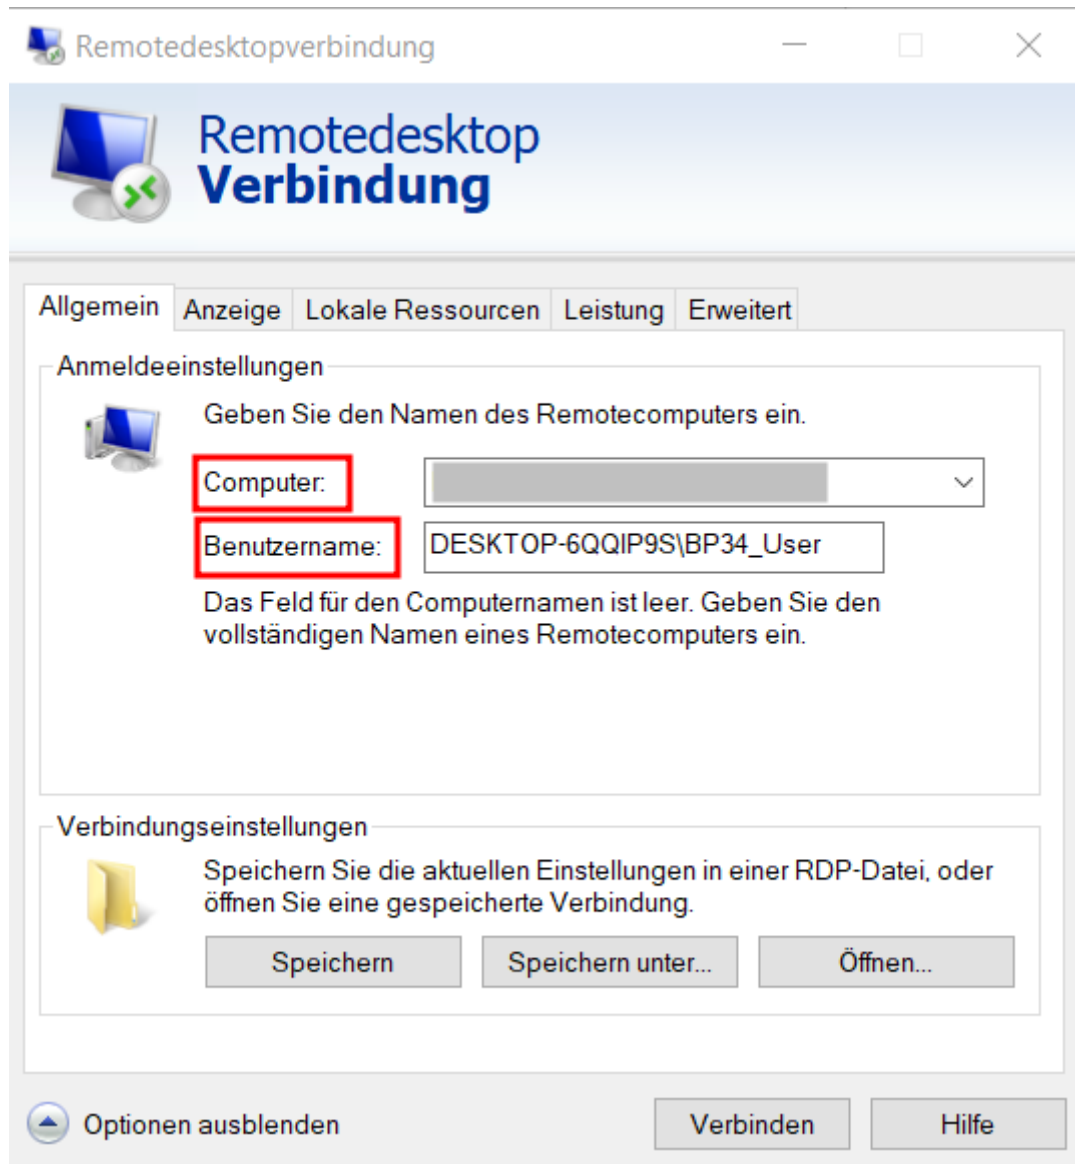 Remotedesktopverbindung
Remotedesktop
Verbindung
Allgemein Anzeige Lokale Ressourcen Leistung Erweitert
Anmeldeeinstellungen
Geben Sie den Namen des Remotecomputers ein.
Computer:
Benutzername: DESKTOP-6QQIP9S\BP34_User
Das Feld für den Computernamen ist leer. Geben Sie den
vollständigen Namen eines Remotecomputers ein.
Verbindungseinstellungen
Speichern Sie die aktuellen Einstellungen in einer RDP-Datei, oder
öffnen Sie eine gespeicherte Verbindung.
Speichern Speichern unter... Öffnen...
Optionen ausblenden Verbinden Hilfe